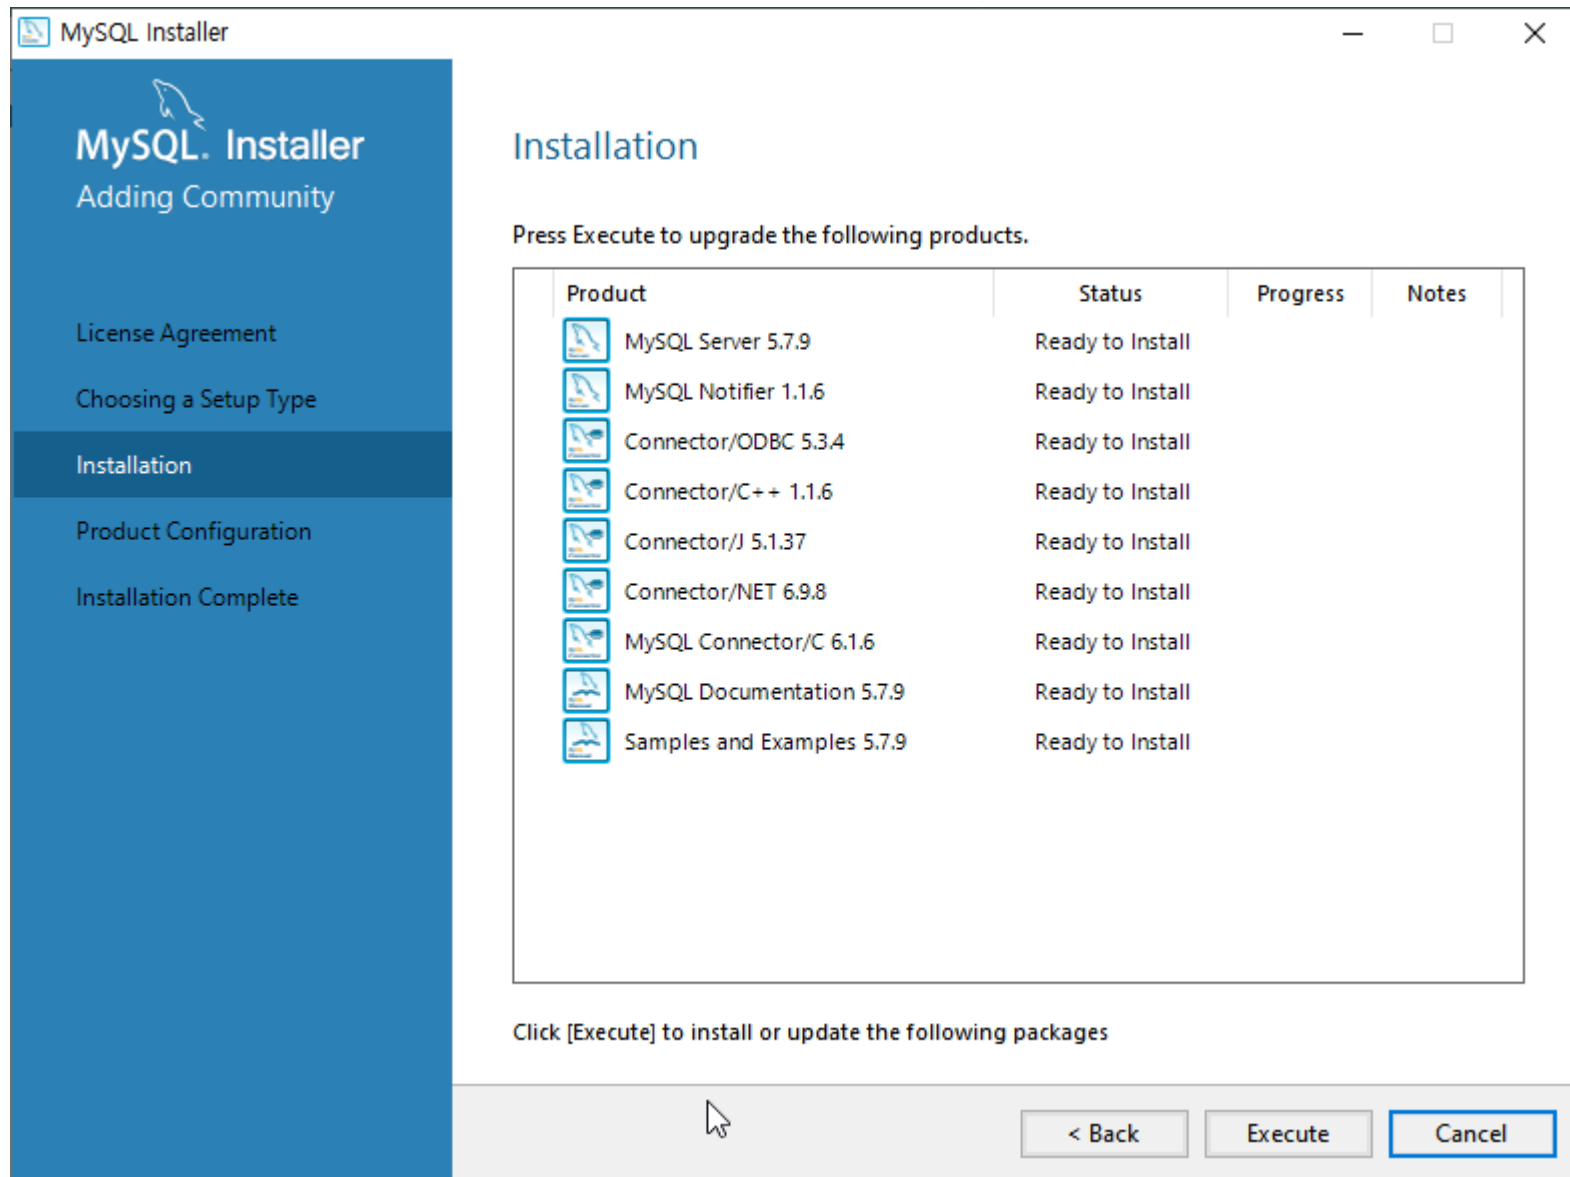 MySQL Installer
MySQL. Installer
Adding Community
License Agreement
Choosing a Setup Type
Installation
Product Configuration
Installation Complete
Installation
Press Execute to upgrade the following products.
Product Status Progress Notes
MySQL Server 5.7.9 Ready to Install
MySQL Notifier 1.1.6 Ready to Install
Connector/ODBC 5.3.4 Ready to Install
Connector/C++ 1.1.6 Ready to Install
Connector/J 5.1.37 Ready to Install
Connector/NET 6.9.8 Ready to Install
MySQL Connector/C 6.1.6 Ready to Install
MySQL Documentation 5.7.9 Ready to Install
Samples and Examples 5.7.9 Ready to Install
Click [Execute] to install or update the following packages
< Back Execute Cancel